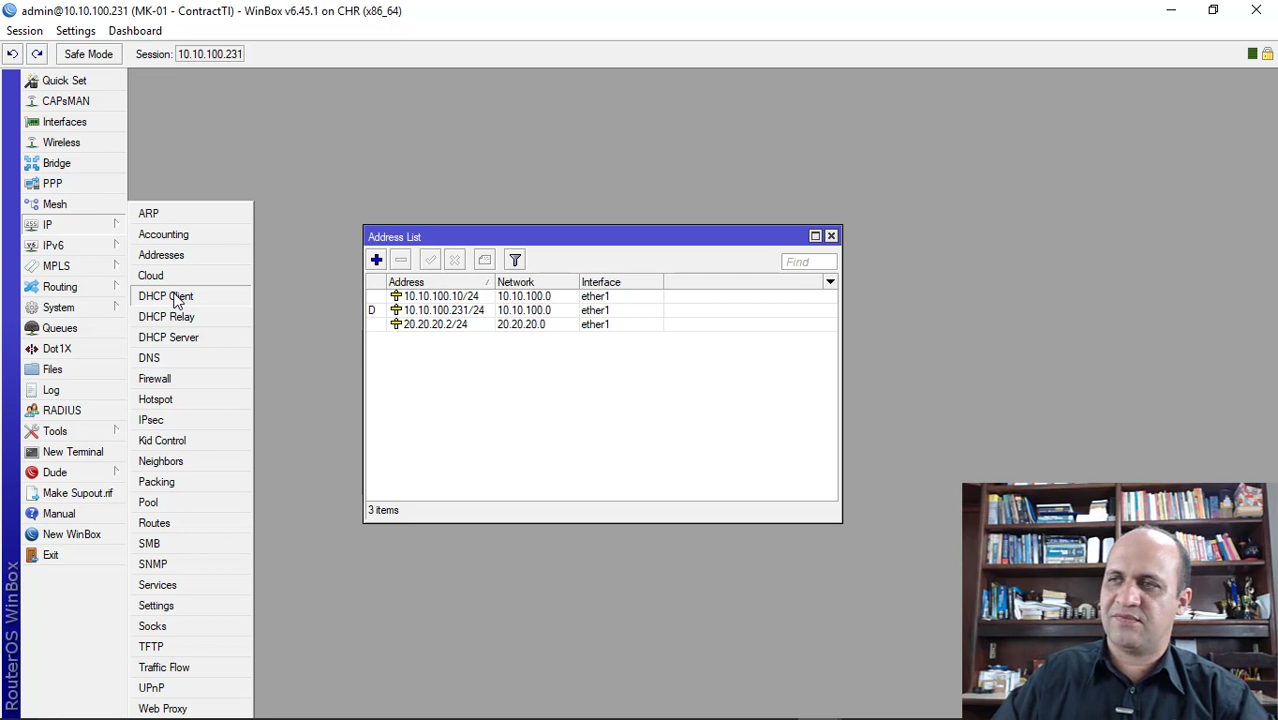 admin@10.10.100.231 (MK-01 - ContractTI) - WinBox v6.45.1 on CHR (x86_64)
Session Settings Dashboard
Safe Mode Session: 10.10.100.231
Quick Set
CAPsMAN
Interfaces
Wireless
Bridge
PPP
Mesh
IP
IPv6
MPLS
Routing
System
Queues
Dot1X
Files
Log
RADIUS
Tools
New Terminal
Dude
Make Supout.rif
Manual
New WinBox
Exit
RouterOS WinBox
ARP
Accounting
Addresses
Cloud
DHCP Client
DHCP Relay
DHCP Server
DNS
Firewall
Hotspot
IPsec
Kid Control
Neighbors
Packing
Pool
Routes
SMB
SNMP
Services
Settings
Socks
TFTP
Traffic Flow
UPnP
Web Proxy
Address List
Find
Address Network Interface
10.10.100.10/24 10.10.100.0 ether1
D 10.10.100.231/24 10.10.100.0 ether1
20.20.20.2/24 20.20.20.0 ether1
3 items